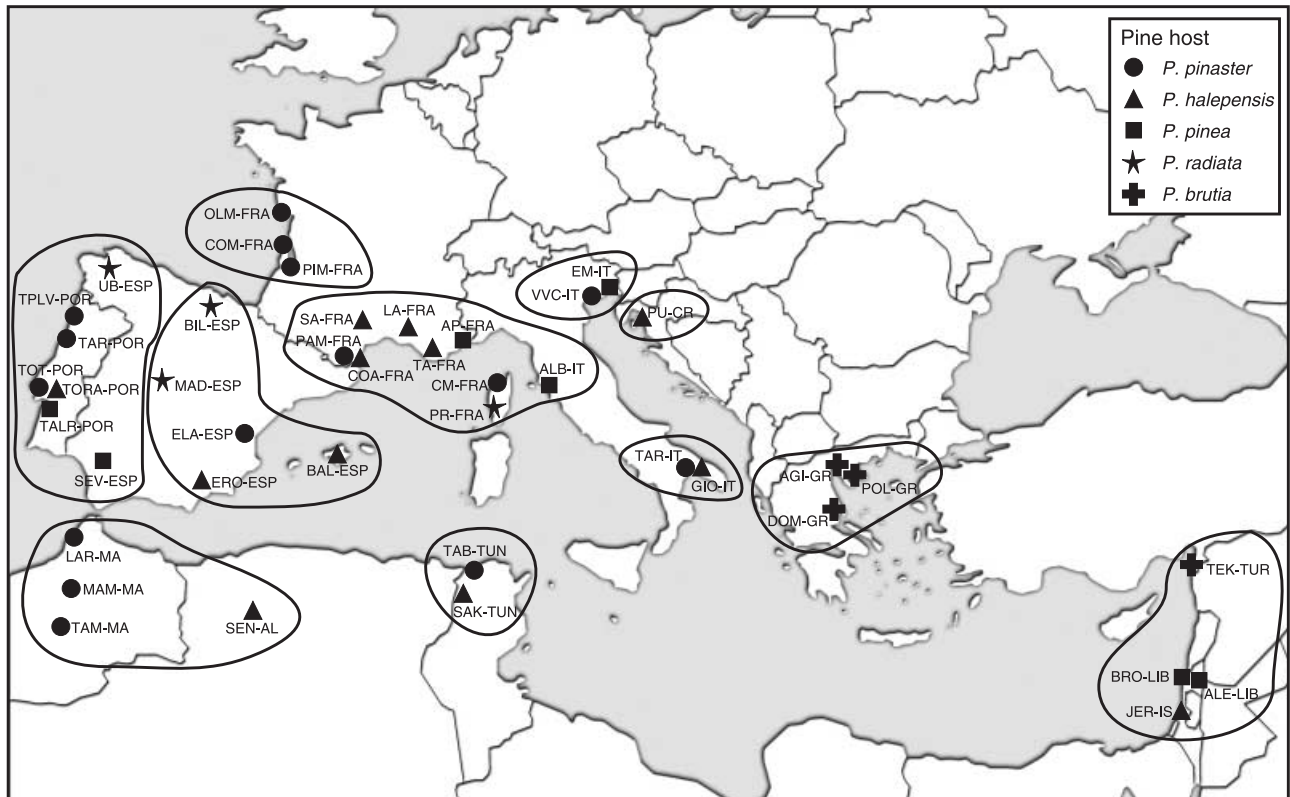 Pine host
P. pinaster
P. halepensis
P. pinea
P. radiata
P. brutia
OLM-FRA
COM-FRA
PIM-FRA
UB-ESP
TPLV-POR
TAR-POR
TOT-POR
TORA-POR
TALR-POR
SEV-ESP
BIL-ESP
MAD-ESP
ELA-ESP
ERO-ESP
BAL-ESP
SA-FRA
LA-FRA
AP-FRA
PAM-FRA
COA-FRA
TA-FRA
CM-FRA
ALB-IT
PR-FRA
EM-IT
VVC-IT
PU-CR
TAR-IT
GIO-IT
AGI-GR
POL-GR
DOM-GR
LAR-MA
MAM-MA
TAM-MA
SEN-AL
TAB-TUN
SAK-TUN
TEK-TUR
BRO-LIB
ALE-LIB
JER-IS